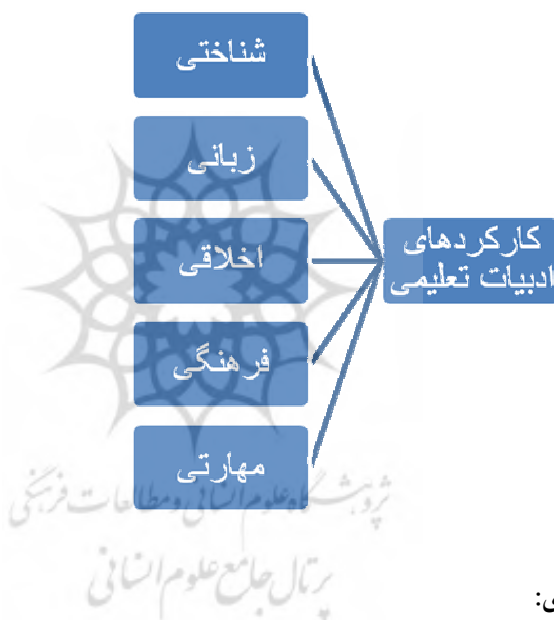 کارکردهای
ادبیات تعلیمی
شناختی
زبانی
اخلاقی
فرهنگی
مهارتی
پژوهشگاه علوم انسانی و مطالعات فرهنگی
پرتال جامع علوم انسانی